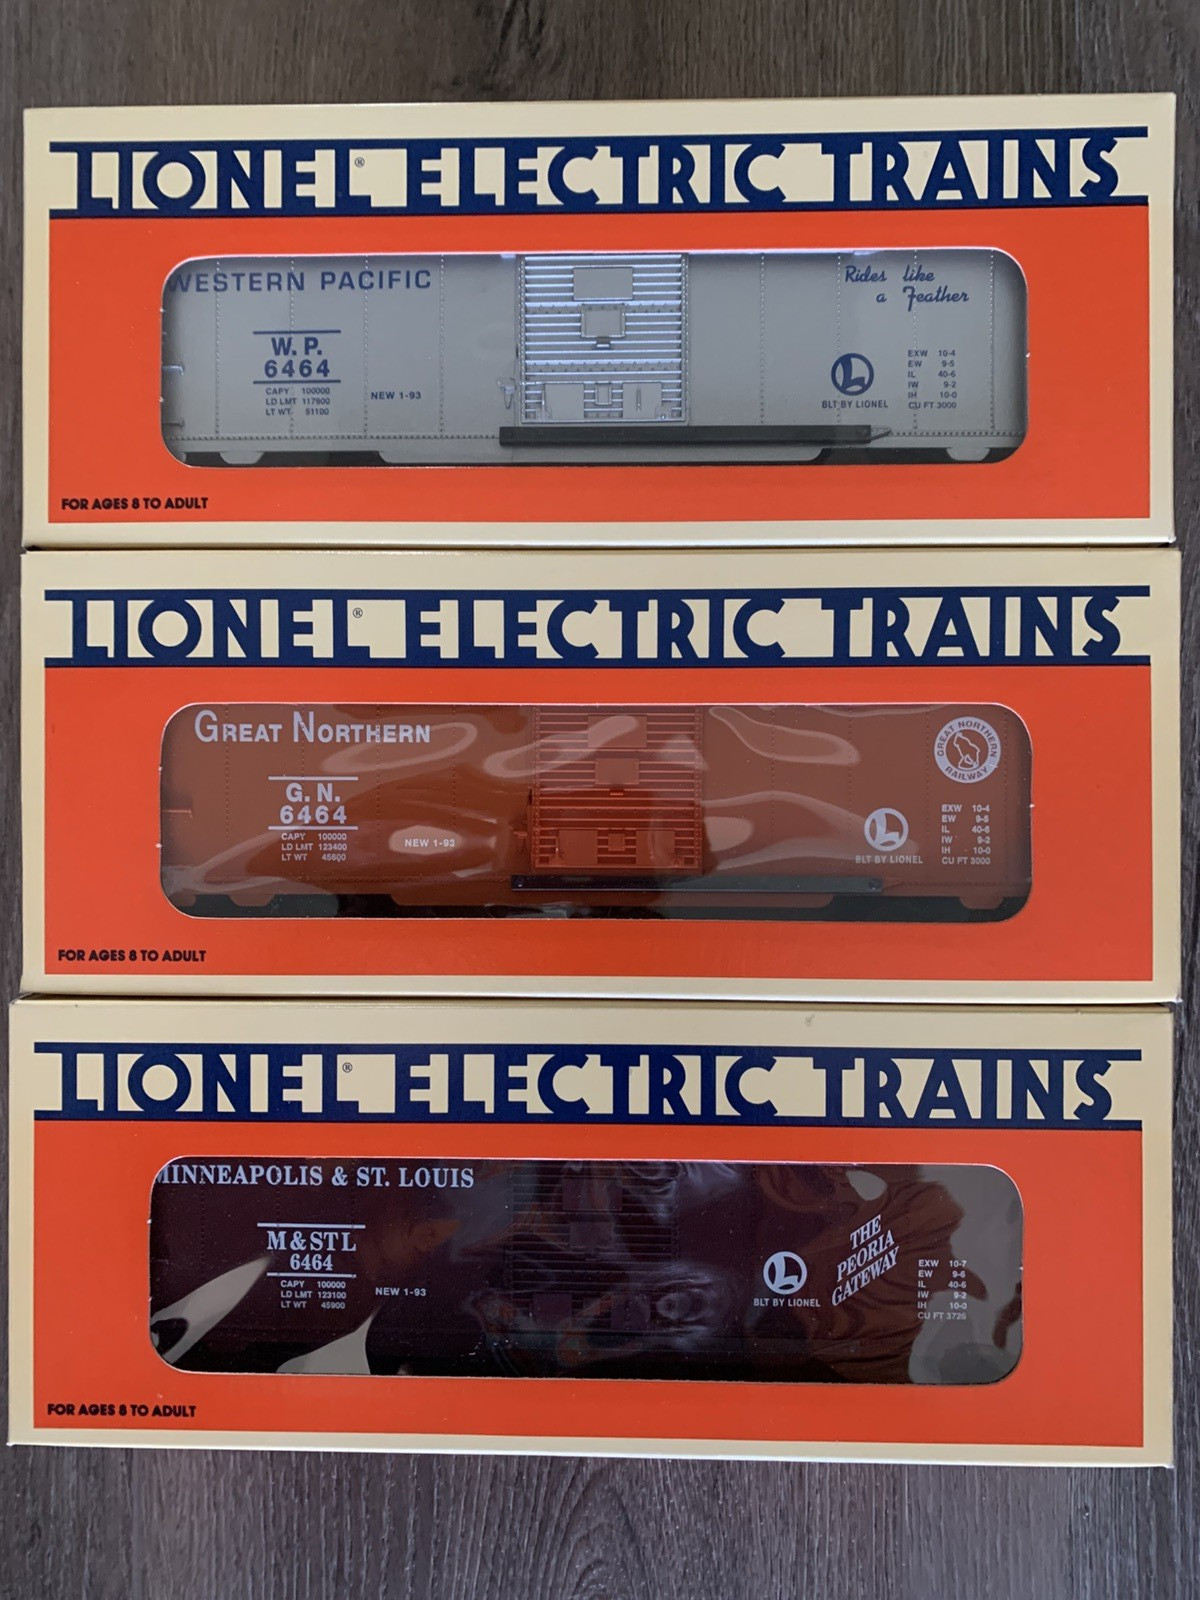 LIONEL® ELECTRIC TRAINS
WESTERN PACIFIC
W. P.
6464
CAPY 100000
LD LMT 117900
LT WT 51100
NEW 1-93
Rides like
a Feather
L
BLT BY LIONEL
EXW 10-4
EW 9-5
IL 40-6
IW 9-2
IH 10-0
CU FT 3000
FOR AGES 8 TO ADULT
LIONEL® ELECTRIC TRAINS
GREAT NORTHERN
G. N.
6464
CAPY 100000
LD LMT 123400
LT WT 45600
NEW 1-93
GREAT NORTHERN
RAILWAY
L
BLT BY LIONEL
EXW 10-4
EW 9-5
IL 40-6
IW 9-2
IH 10-0
CU FT 3000
FOR AGES 8 TO ADULT
LIONEL® ELECTRIC TRAINS
MINNEAPOLIS & ST. LOUIS
M & ST L
6464
CAPY 100000
LD LMT 123100
LT WT 45900
NEW 1-93
L
BLT BY LIONEL
THE
PEORIA
GATEWAY
EXW 10-7
EW 9-6
IL 40-6
IW 9-2
IH 10-0
CU FT 3726
FOR AGES 8 TO ADULT